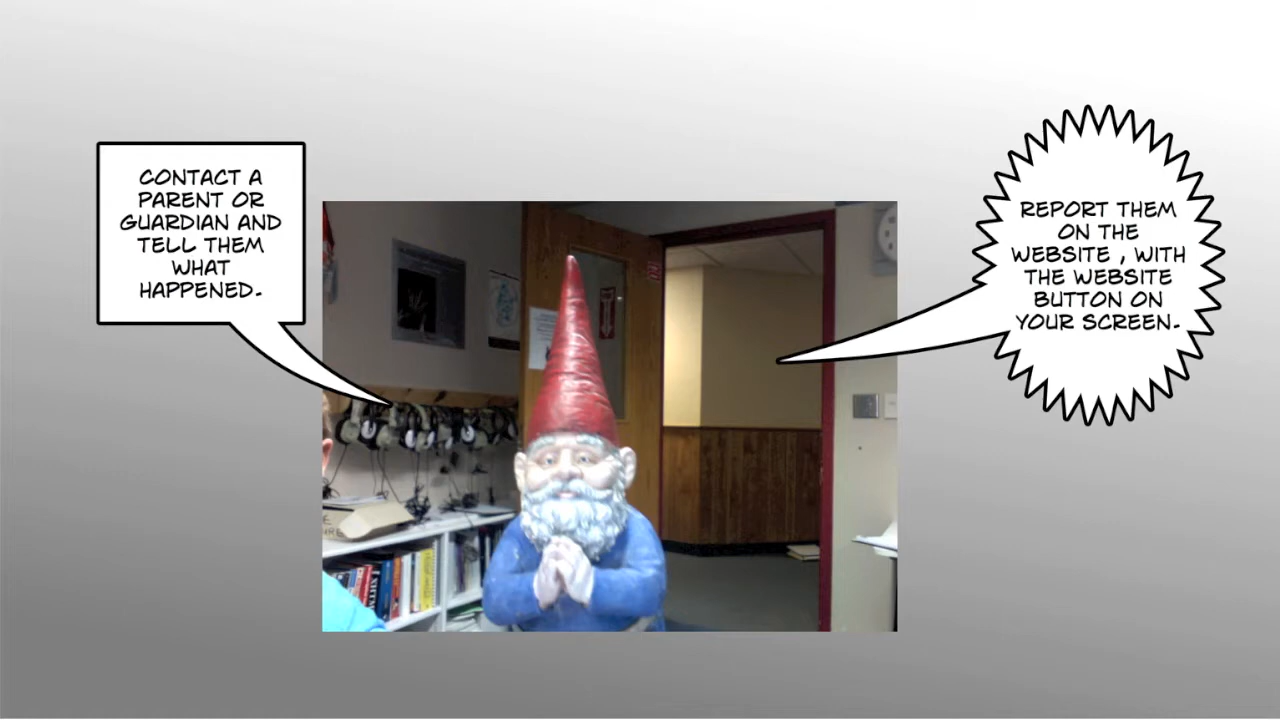 CONTACT A
PARENT OR
GUARDIAN AND
TELL THEM
WHAT
HAPPENED.
REPORT THEM
ON THE
WEBSITE , WITH
THE WEBSITE
BUTTON ON
YOUR SCREEN.